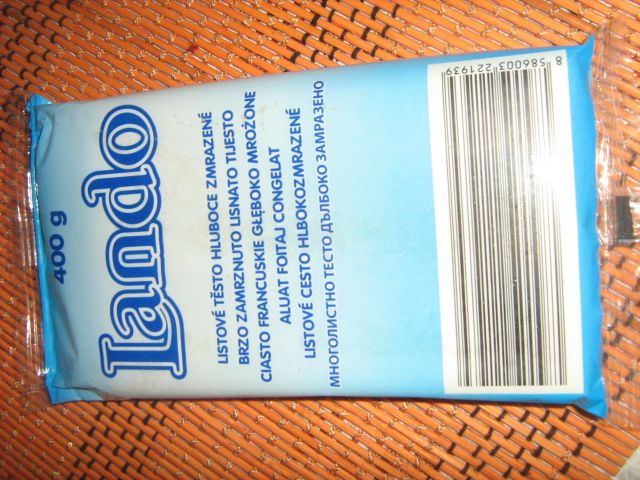 400 g
Lando
LISTOVÉ TĚSTO HLUBOCE ZMRAZENÉ
BRZO ZAMRZNUTO LISNATO TIJESTO
CIASTO FRANCUSKIE GŁĘBOKO MROŻONE
ALUAT FOITAJ CONGELAT
LISTOVÉ CESTO HLBOKOZMRAZENÉ
МНОГОЛИСТНО ТЕСТО ДЪЛБОКО ЗАМРАЗЕНО
8 586003 221939